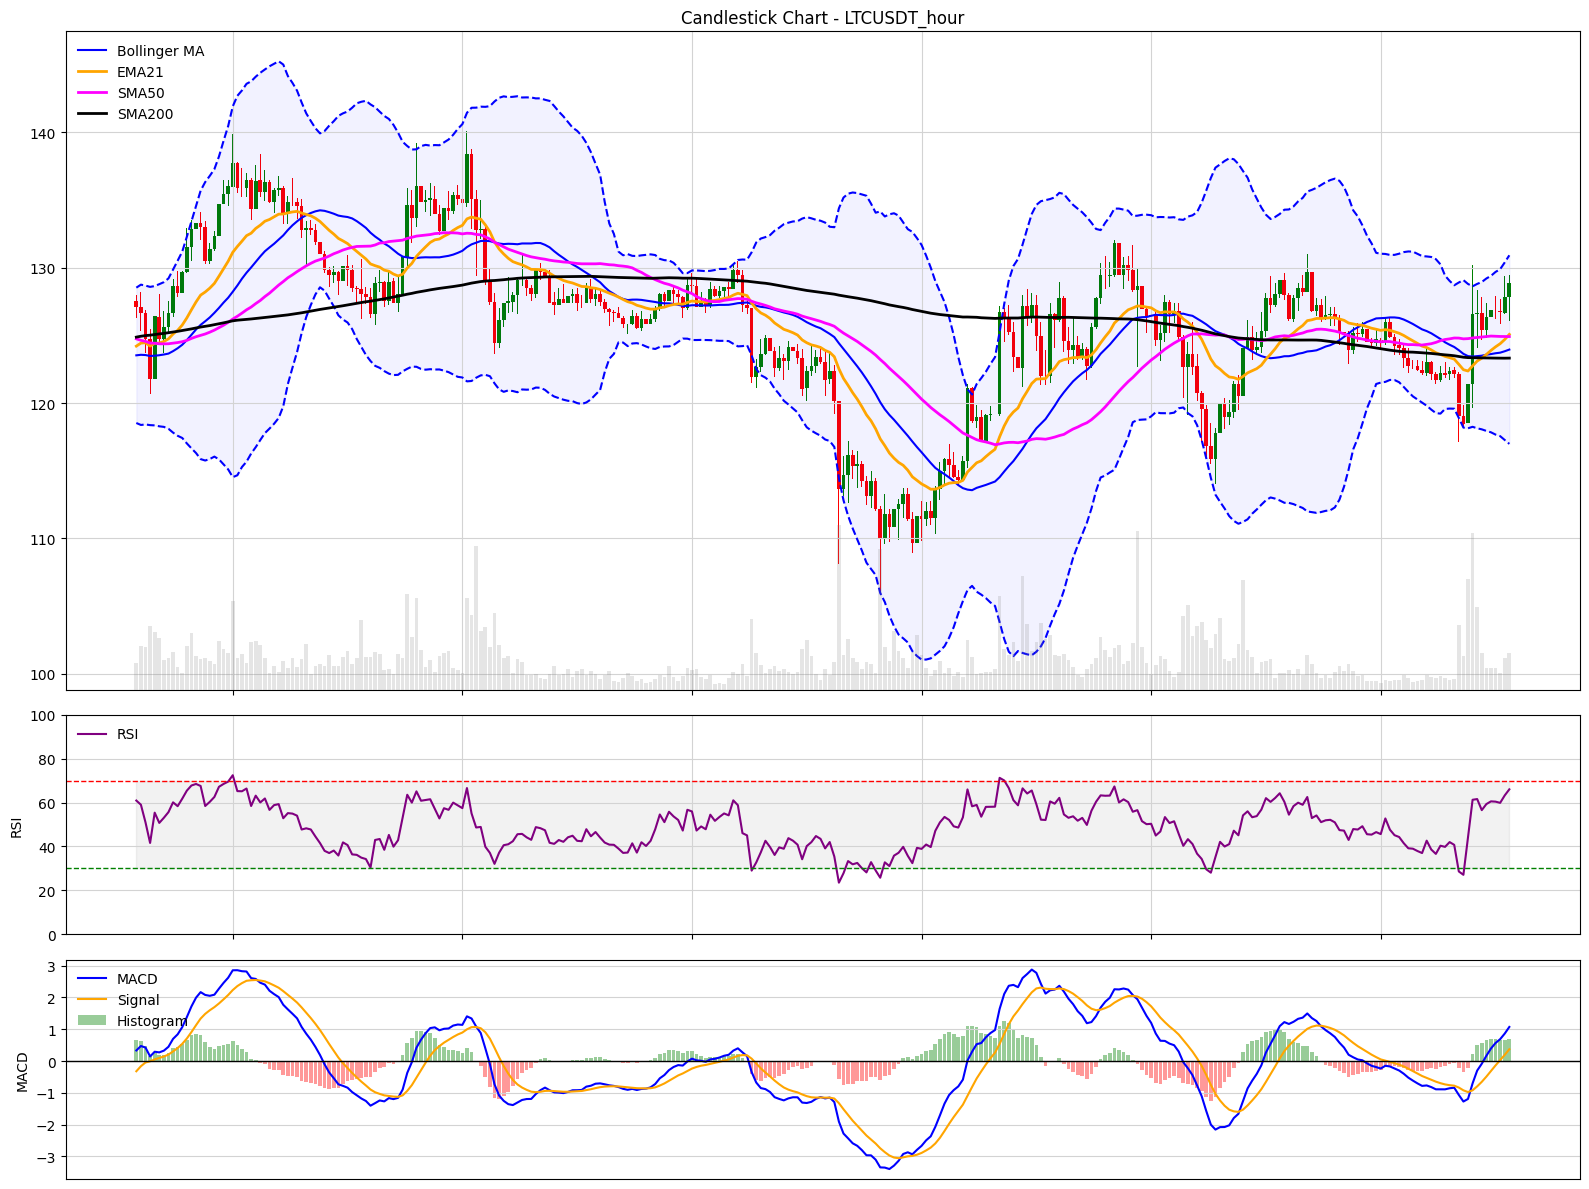 Candlestick Chart - LTCUSDT_hour
Bollinger MA
EMA21
SMA50
SMA200
140
130
120
110
100
100
80
60
40
20
0
RSI
RSI
3
2
1
0
−1
−2
−3
MACD
MACD
Signal
Histogram